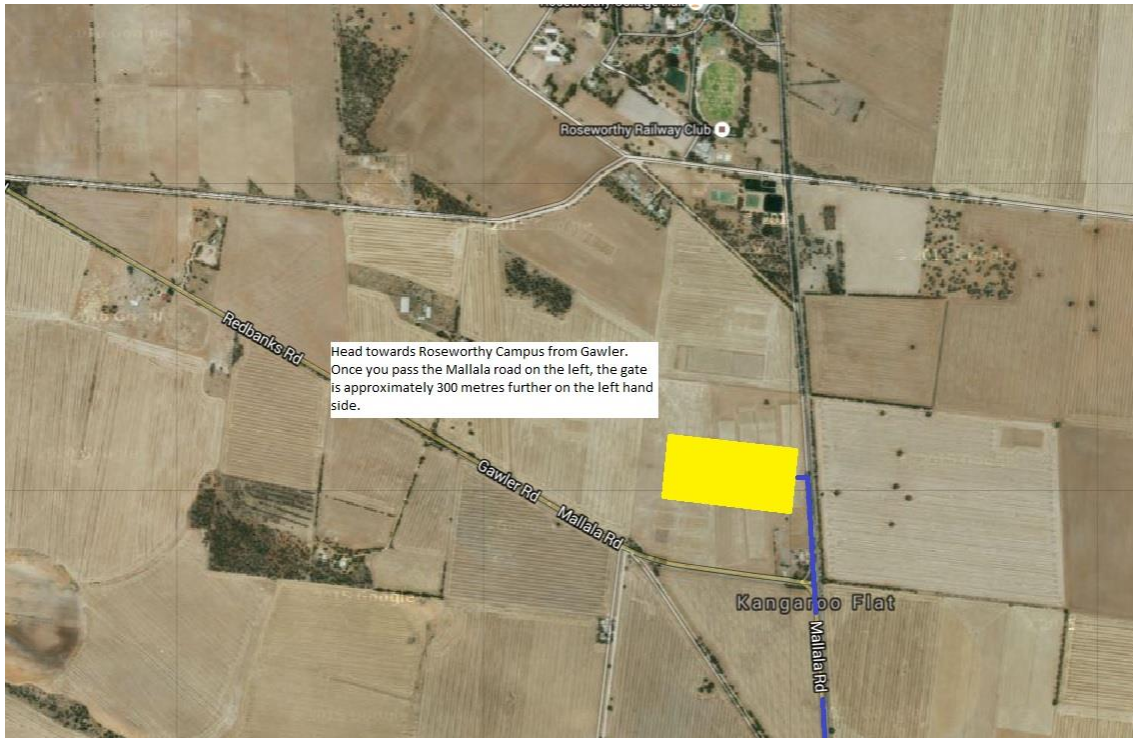 Roseworthy College Hall
Roseworthy Railway Club
Redbanks Rd
Head towards Roseworthy Campus from Gawler.
Once you pass the Mallala road on the left, the gate
is approximately 300 metres further on the left hand
side.
Gawler Rd
Mallala Rd
Kangaroo Flat
Mallala Rd